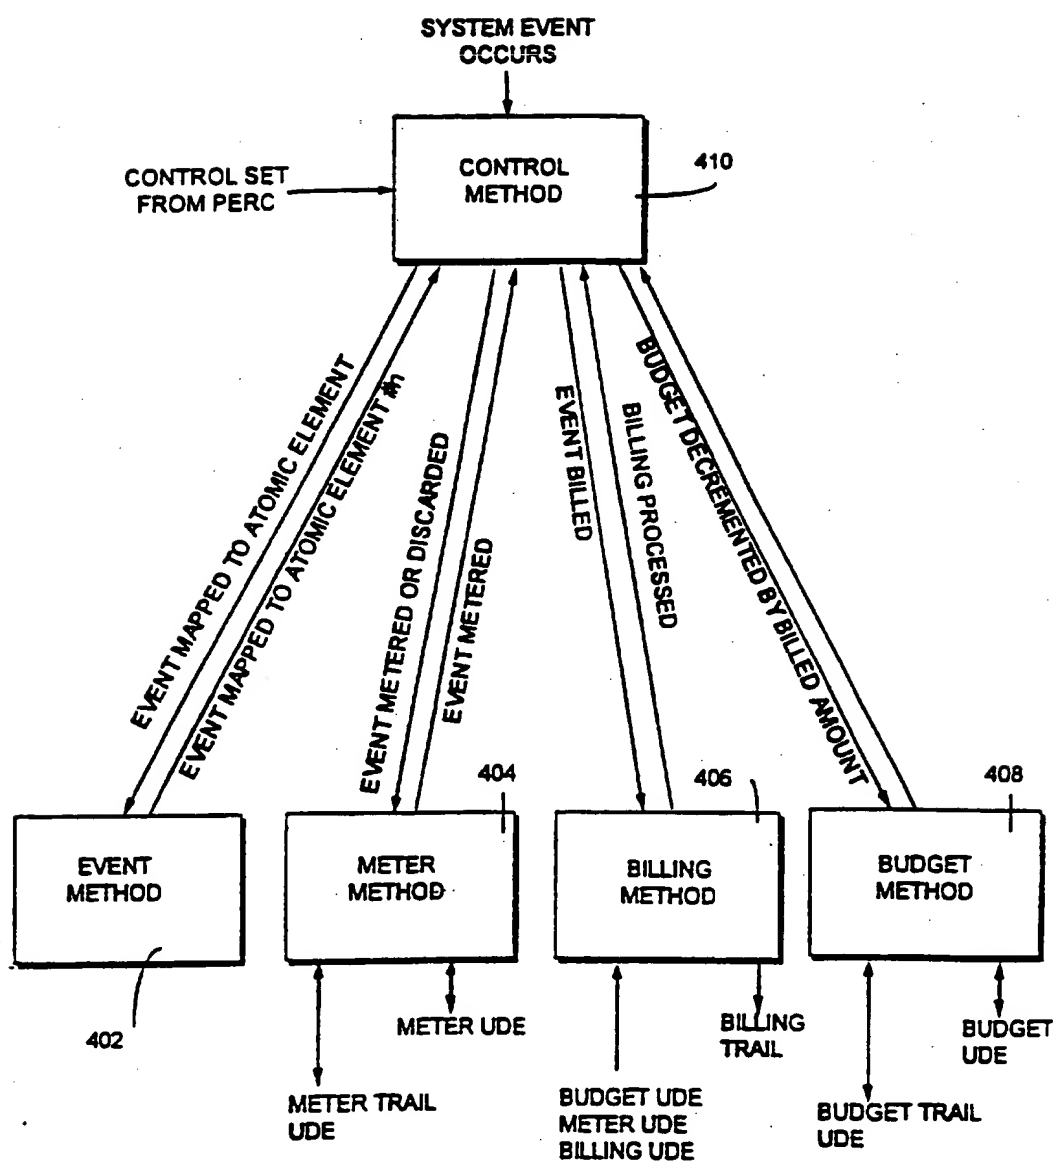 SYSTEM EVENT
OCCURS
CONTROL
METHOD
410
CONTROL SET
FROM PERC
EVENT MAPPED TO ATOMIC ELEMENT
EVENT MAPPED TO ATOMIC ELEMENT #n
EVENT METERED OR DISCARDED
EVENT METERED
EVENT BILLED
BILLING PROCESSED
BUDGET DECREMENTED BY BILLED AMOUNT
404
406
408
EVENT
METHOD
METER
METHOD
BILLING
METHOD
BUDGET
METHOD
402
METER UDE
BILLING
TRAIL
BUDGET
UDE
METER TRAIL
UDE
BUDGET UDE
METER UDE
BILLING UDE
BUDGET TRAIL
UDE